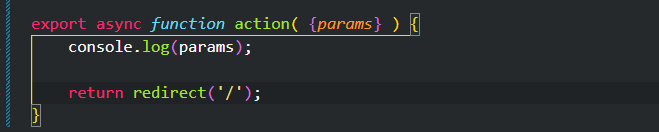 export async function action( {params} ) {
    console.log(params);

    return redirect('/');
}